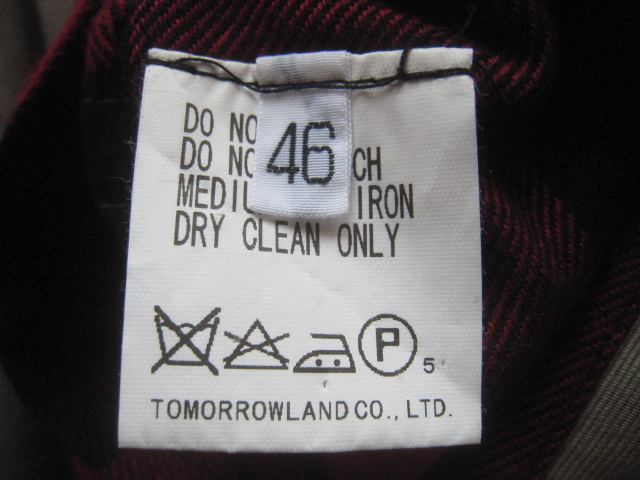 DO NO
DO NO CH
46
MEDIU IRON
DRY CLEAN ONLY
P 5
TOMORROWLAND CO., LTD.